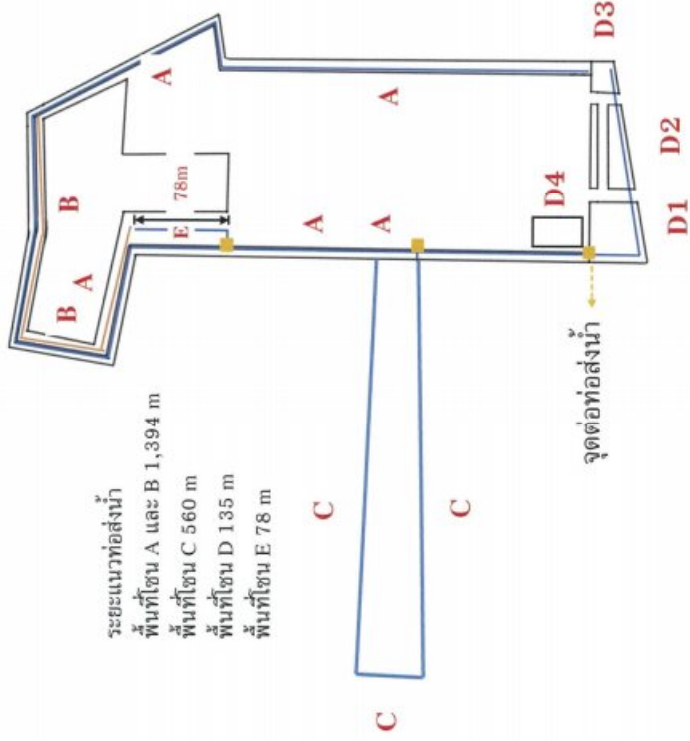 ระยะแนวท่อส่งน้ำ
พื้นที่โซน A และ B 1,394 m
พื้นที่โซน C 560 m
พื้นที่โซน D 135 m
พื้นที่โซน E 78 m
B
B
A
A
E
78m
A
A
A
C
C
C
D4
D1
D2
D3
จุดต่อท่อส่งน้ำ